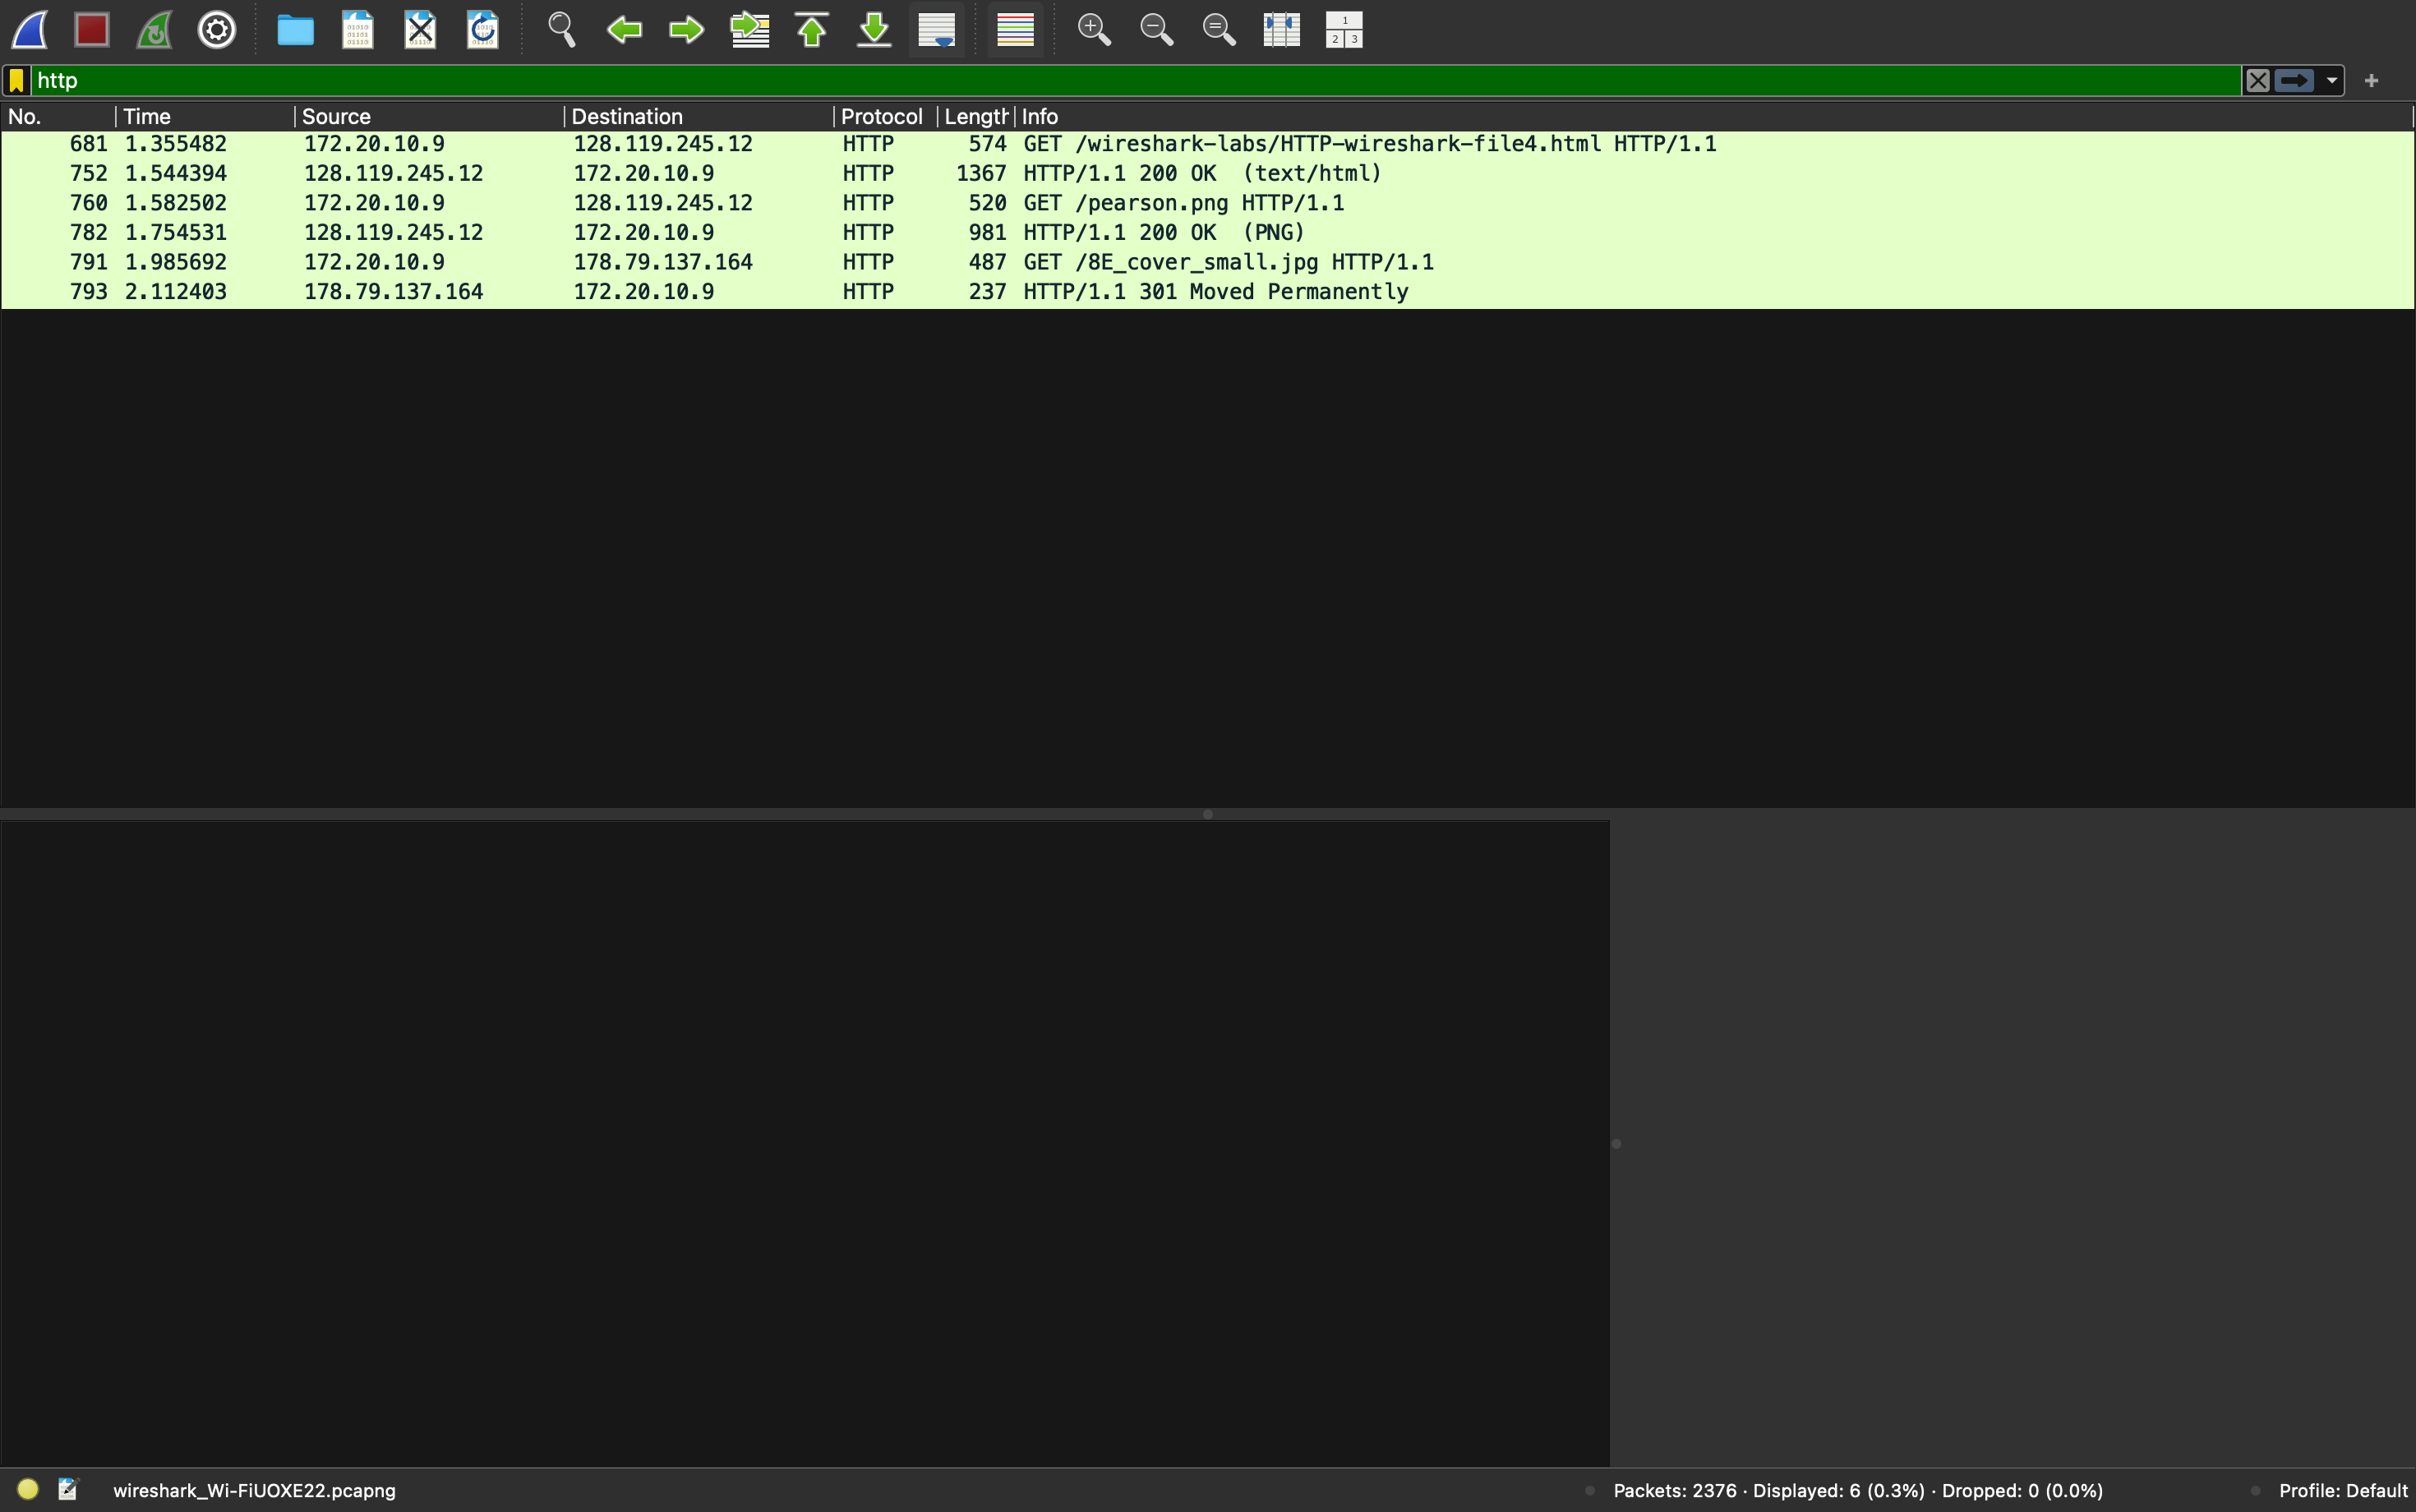 1
2 3
http
No. Time Source Destination Protocol Length Info
681 1.355482 172.20.10.9 128.119.245.12 HTTP 574 GET /wireshark-labs/HTTP-wireshark-file4.html HTTP/1.1
752 1.544394 128.119.245.12 172.20.10.9 HTTP 1367 HTTP/1.1 200 OK (text/html)
760 1.582502 172.20.10.9 128.119.245.12 HTTP 520 GET /pearson.png HTTP/1.1
782 1.754531 128.119.245.12 172.20.10.9 HTTP 981 HTTP/1.1 200 OK (PNG)
791 1.985692 172.20.10.9 178.79.137.164 HTTP 487 GET /8E_cover_small.jpg HTTP/1.1
793 2.112403 178.79.137.164 172.20.10.9 HTTP 237 HTTP/1.1 301 Moved Permanently
wireshark_Wi-FiUOXE22.pcapng Packets: 2376 · Displayed: 6 (0.3%) · Dropped: 0 (0.0%) Profile: Default